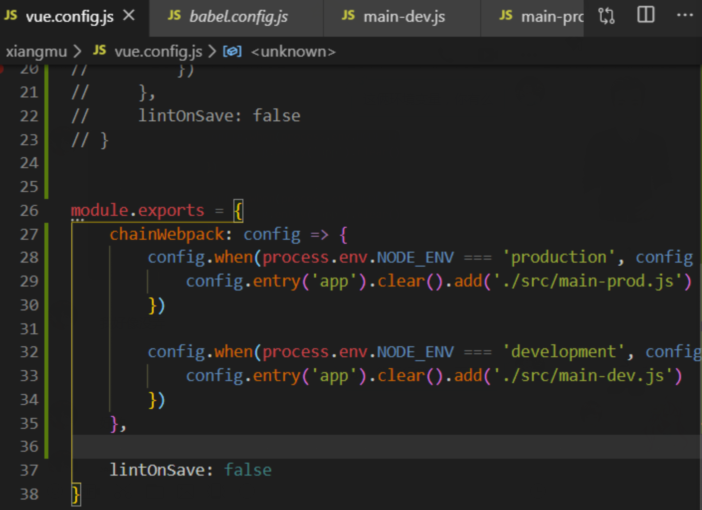 JS vue.config.js ×
JS babel.config.js
JS main-dev.js
JS main-pro
xiangmu > JS vue.config.js > <unknown>
20 // })
21 // },
22 // lintOnSave: false
23 // }
24
25
26 module.exports = {
27 chainWebpack: config => {
28 config.when(process.env.NODE_ENV === 'production', config
29 config.entry('app').clear().add('./src/main-prod.js')
30 })
31
32 config.when(process.env.NODE_ENV === 'development', config
33 config.entry('app').clear().add('./src/main-dev.js')
34 })
35 },
36
37 lintOnSave: false
38 }